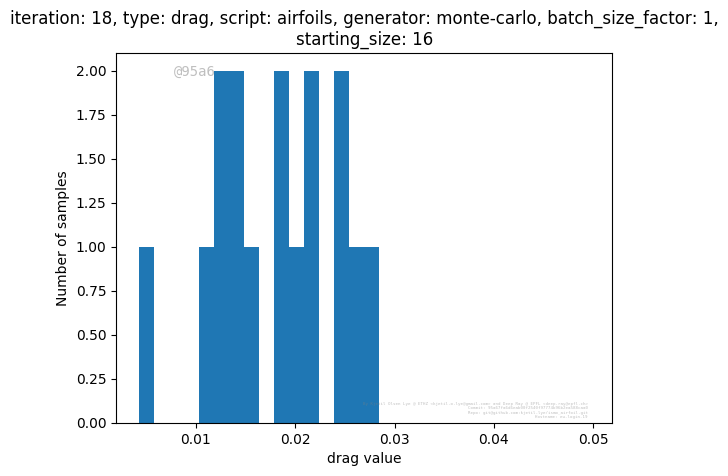 iteration: 18, type: drag, script: airfoils, generator: monte-carlo, batch_size_factor: 1,
starting_size: 16
@95a6
2.00
1.75
1.50
1.25
1.00
0.75
0.50
0.25
0.00
Number of samples
0.01
0.02
0.03
0.04
0.05
drag value